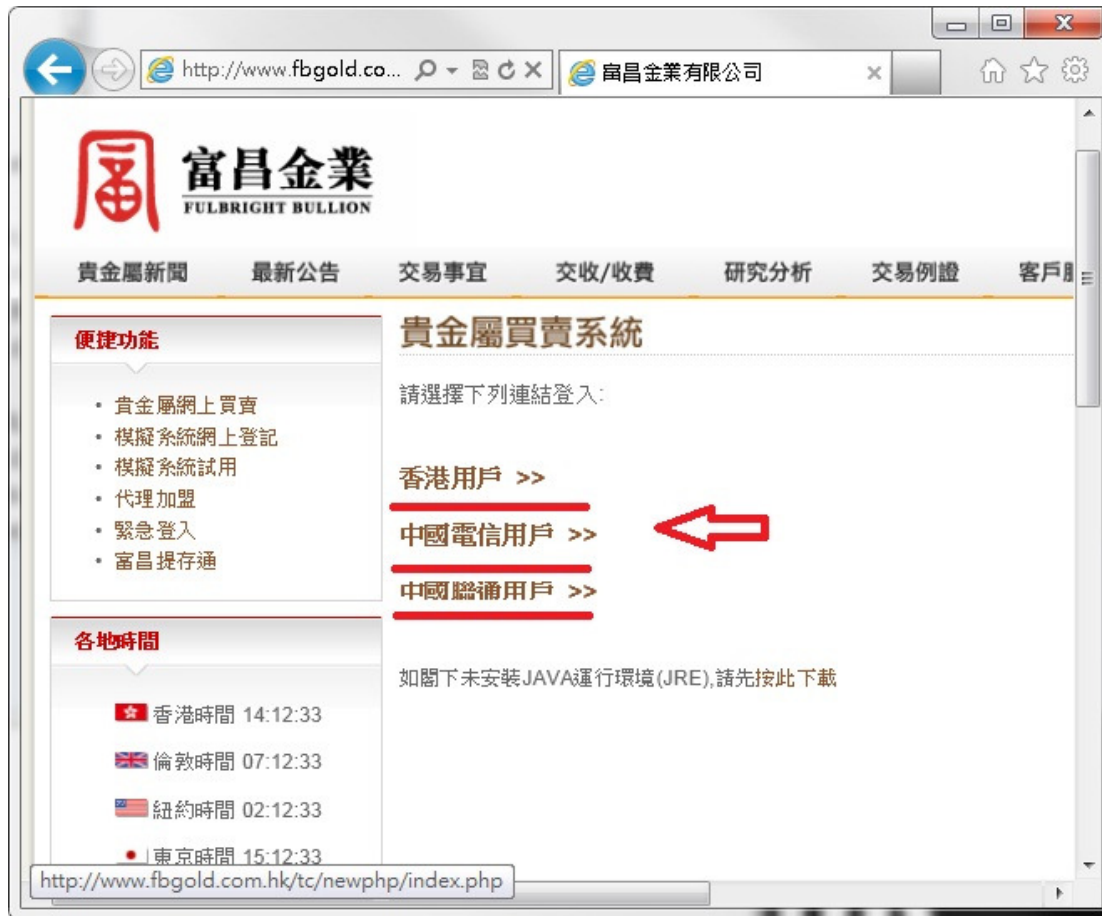 http://www.fbgold.co...
富昌金業有限公司
富昌金業
FULBRIGHT BULLION
貴金屬新聞 最新公告 交易事宜 交收/收費 研究分析 交易例證 客戶服
便捷功能
• 貴金屬網上買賣
• 模擬系統網上登記
• 模擬系統試用
• 代理加盟
• 緊急登入
• 富昌提存通
貴金屬買賣系統
請選擇下列連結登入:
香港用戶 >>
中國電信用戶 >>
中國聯通用戶 >>
如閣下未安裝JAVA運行環境(JRE),請先按此下載
各地時間
香港時間 14:12:33
倫敦時間 07:12:33
紐約時間 02:12:33
東京時間 15:12:33
http://www.fbgold.com.hk/tc/newphp/index.php